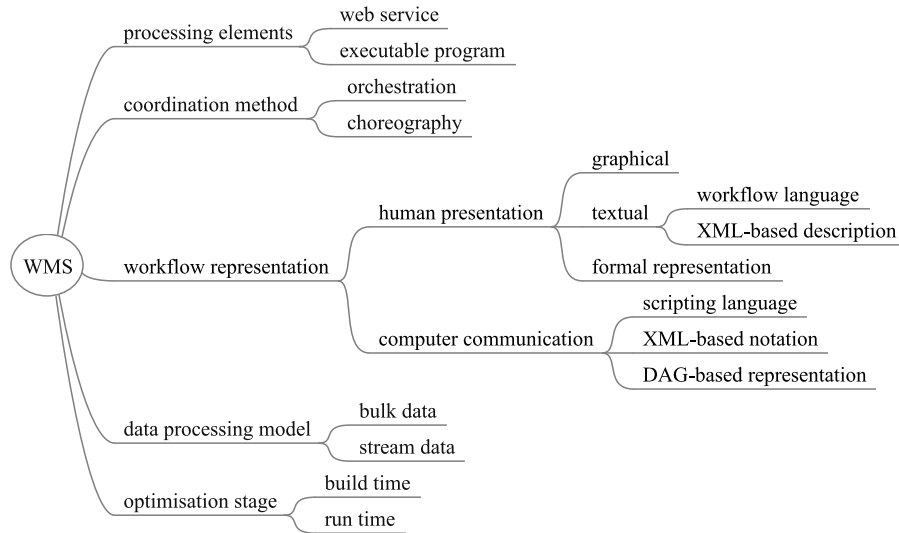 WMS
processing elements
web service
executable program
coordination method
orchestration
choreography
workflow representation
human presentation
graphical
textual
workflow language
XML-based description
formal representation
computer communication
scripting language
XML-based notation
DAG-based representation
data processing model
bulk data
stream data
optimisation stage
build time
run time